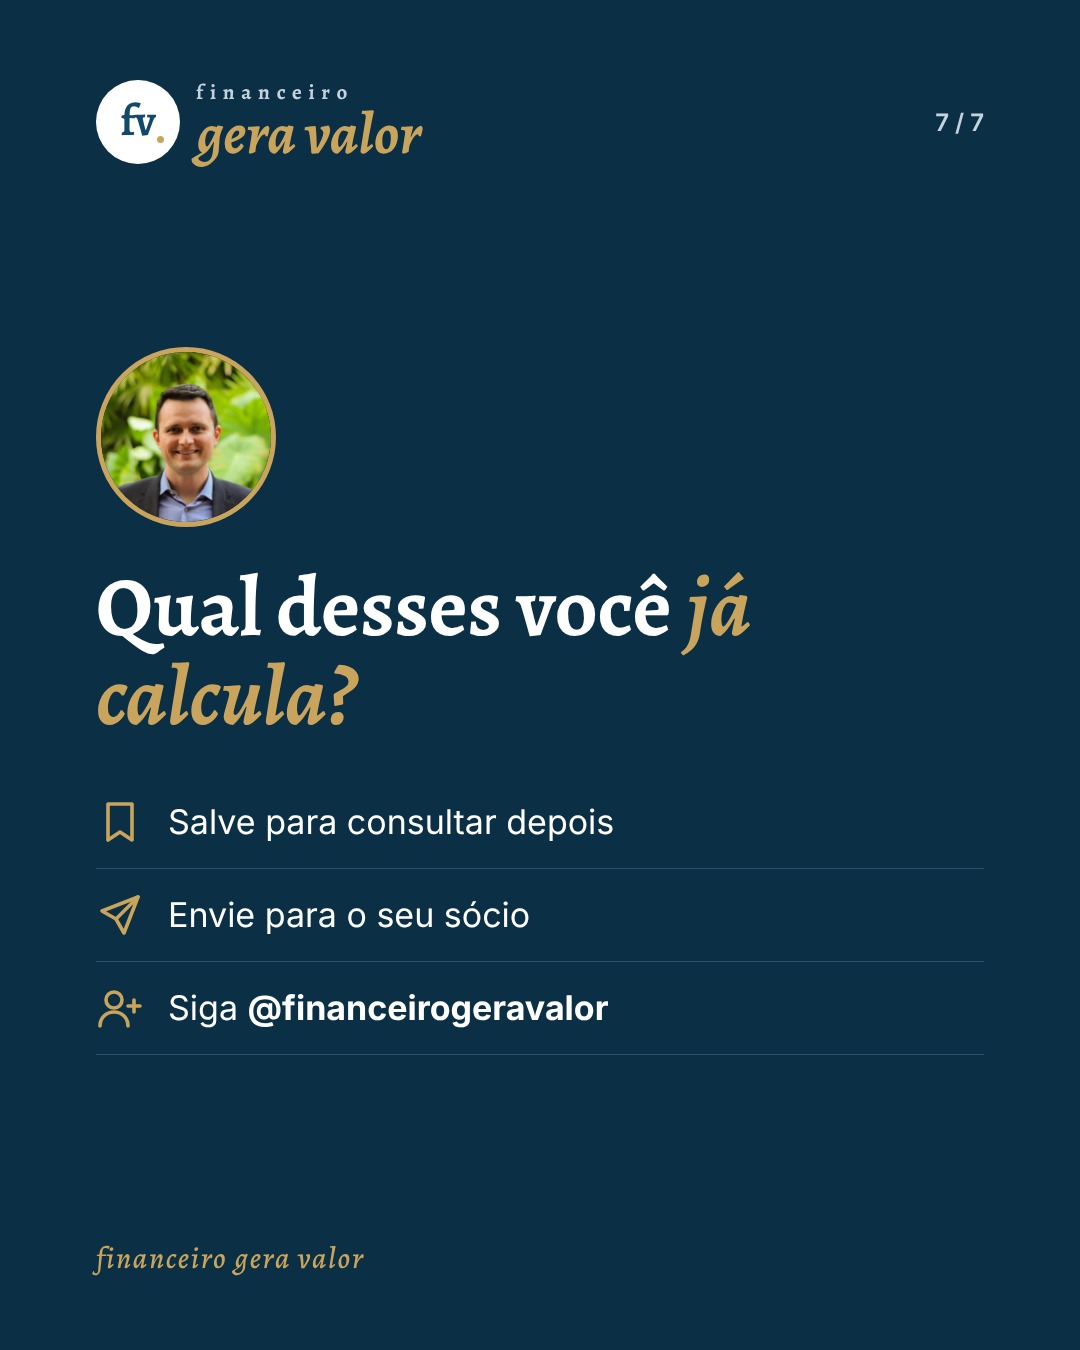 fv.
financeiro
gera valor
7 / 7
Qual desses você já
calcula?
Salve para consultar depois
Envie para o seu sócio
Siga @financeirogeravalor
financeiro gera valor